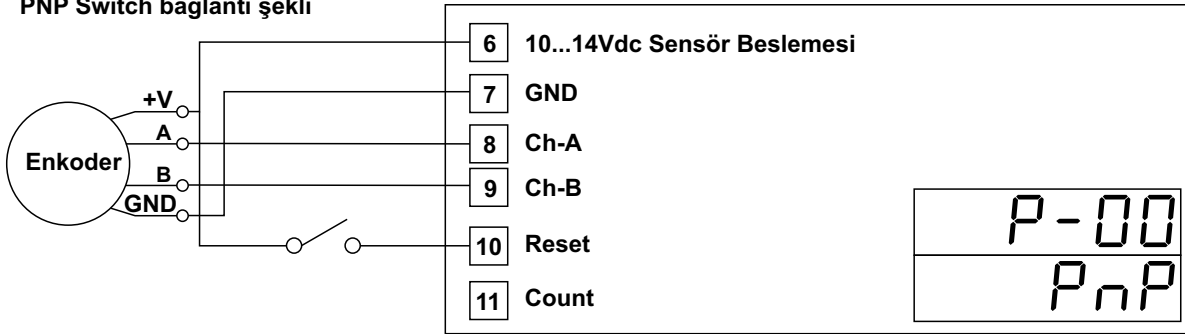 PNP Switch bağlantı şekli
6 10...14Vdc Sensör Beslemesi
+V
7 GND
A
8 Ch-A
Enkoder
B
9 Ch-B
GND
10 Reset
11 Count
P-00
PnP